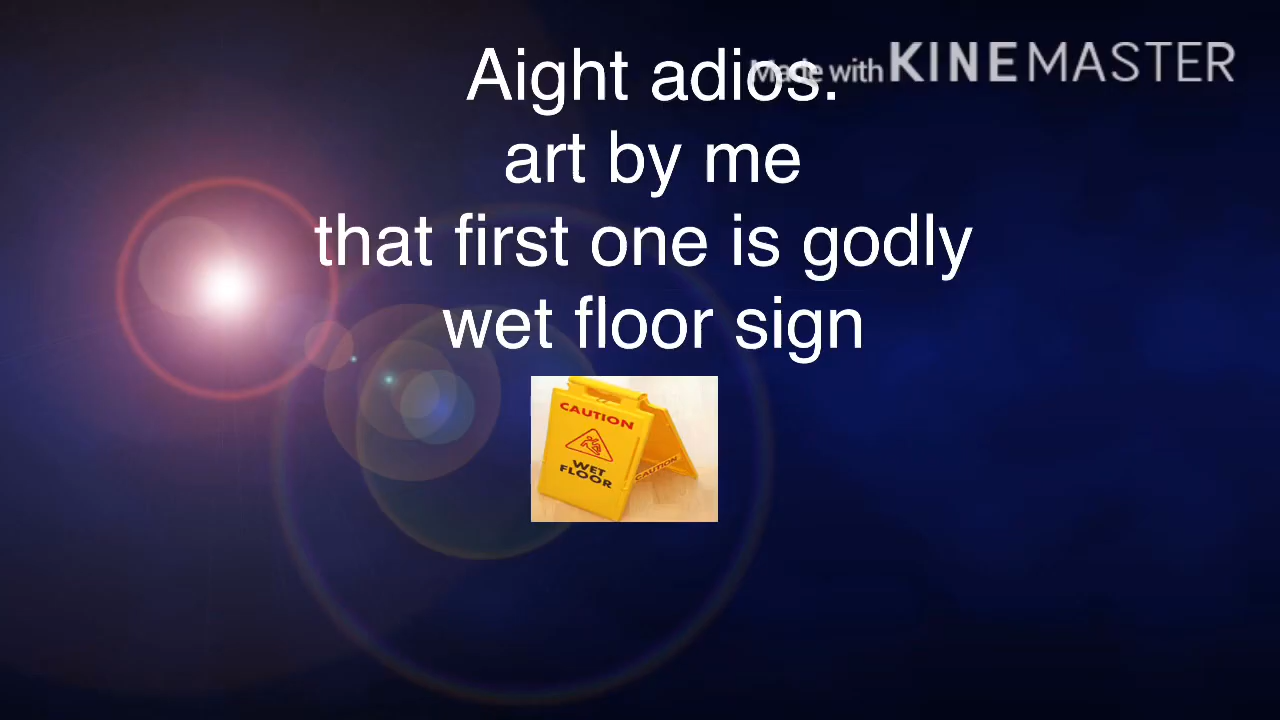 Aight adios.
Made with KINEMASTER
art by me
that first one is godly
wet floor sign
CAUTION
WET
FLOOR
CAUTION